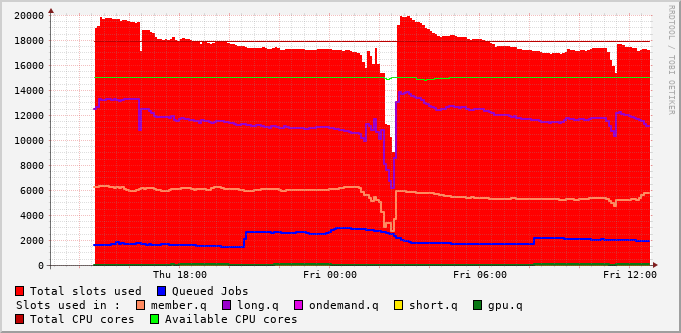 20000
18000
16000
14000
12000
10000
8000
6000
4000
2000
0
Thu 18:00 Fri 00:00 Fri 06:00 Fri 12:00
RRDTOOL / TOBI OETIKER
Total slots used Queued Jobs
Slots used in : member.q long.q ondemand.q short.q gpu.q
Total CPU cores Available CPU cores